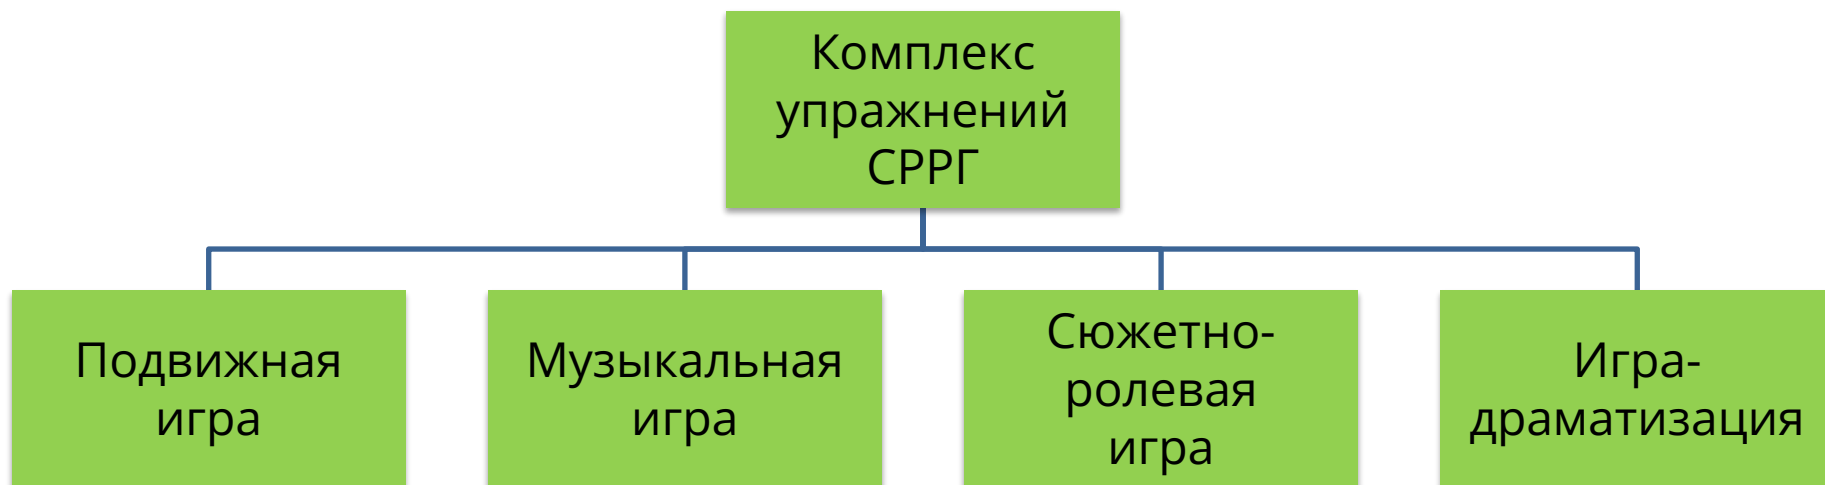 Комплекс
упражнений
СРРГ
Подвижная
игра
Музыкальная
игра
Сюжетно-
ролевая
игра
Игра-
драматизация